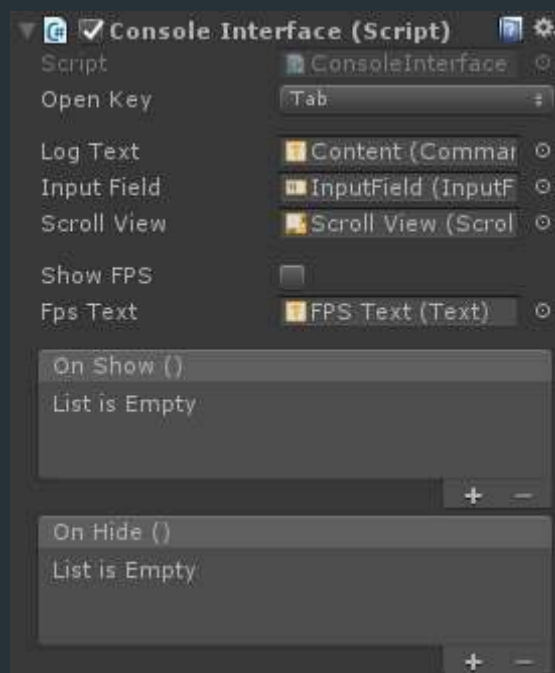 Console Interface (Script)
Script ConsoleInterface
Open Key Tab
Log Text Content (Commar
Input Field InputField (InputF
Scroll View Scroll View (Scrol
Show FPS
Fps Text FPS Text (Text)
On Show ()
List is Empty
On Hide ()
List is Empty